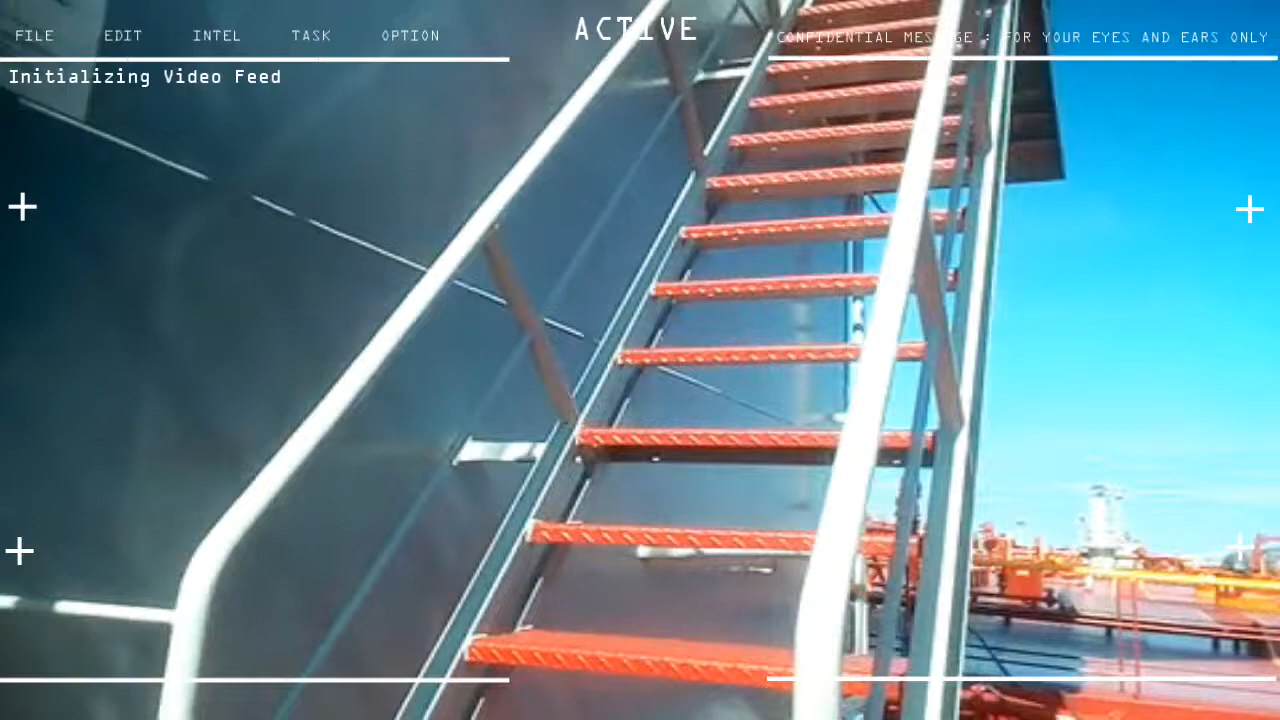 FILE EDIT INTEL TASK OPTION
ACTIVE
CONFIDENTIAL MESSAGE : FOR YOUR EYES AND EARS ONLY
Initializing Video Feed